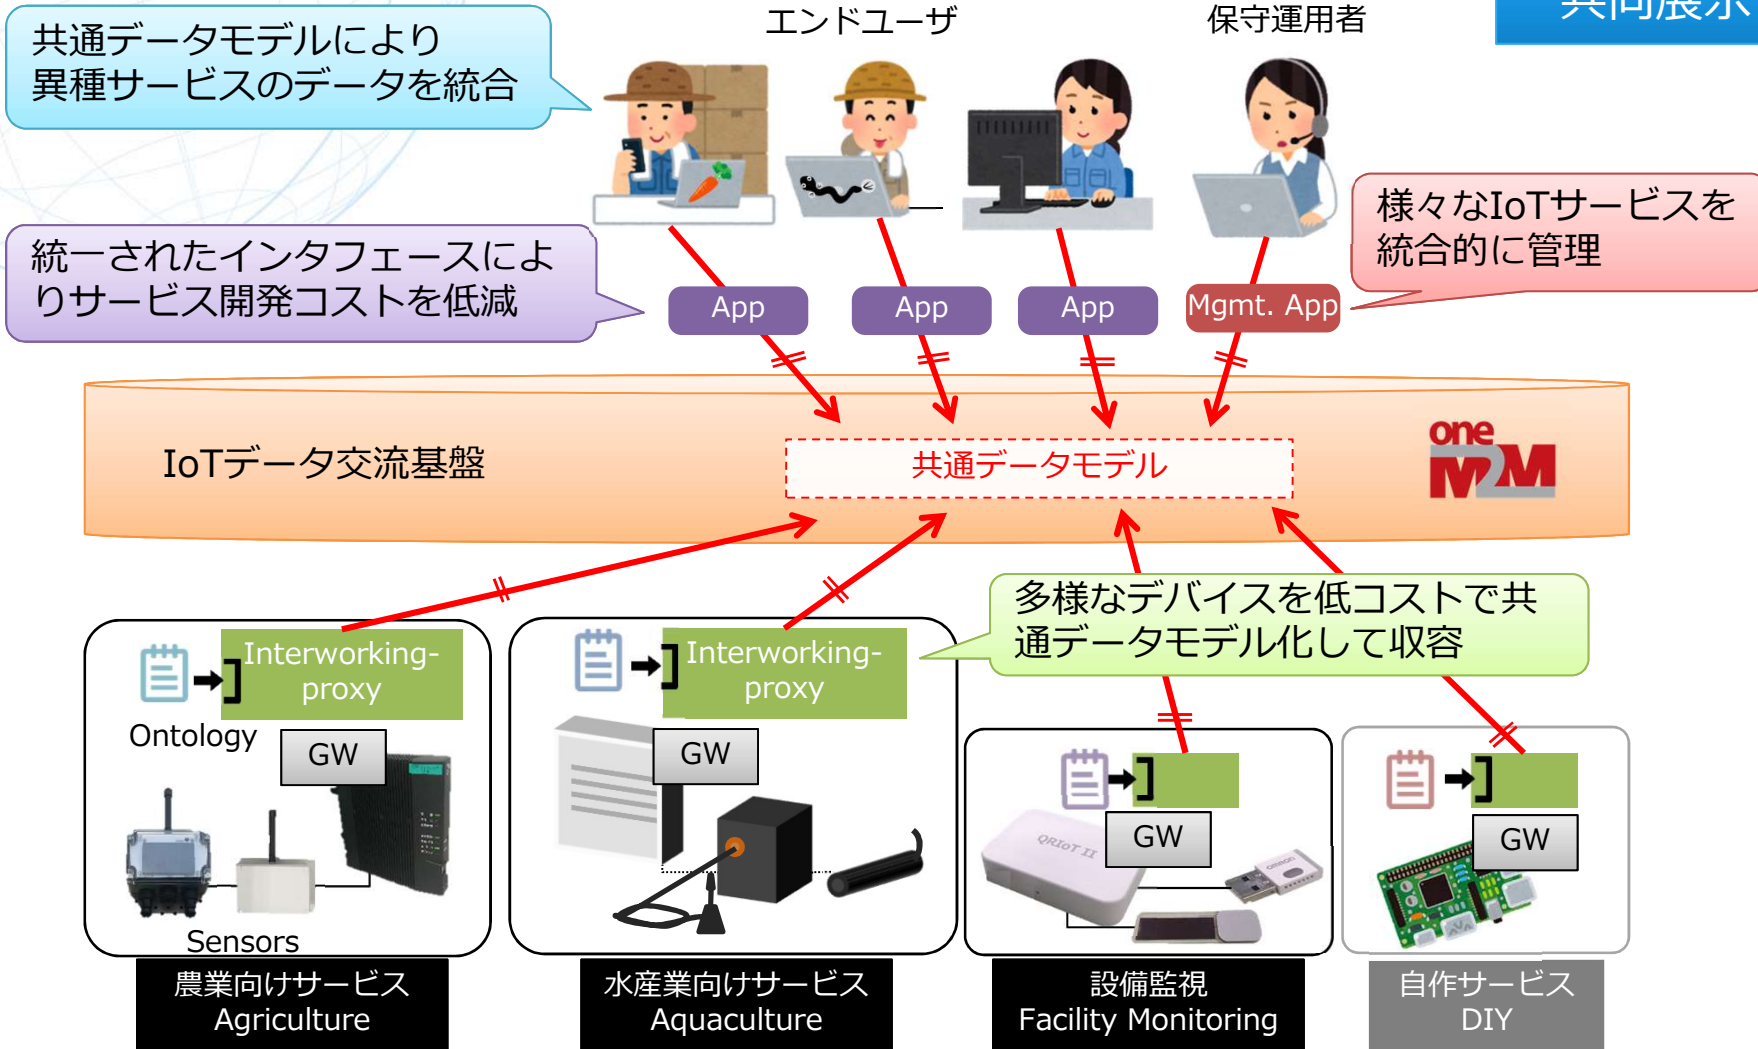 エンドユーザ
保守運用者
共同展示
共通データモデルにより
異種サービスのデータを統合
様々なIoTサービスを
統合的に管理
統一されたインタフェースによ
りサービス開発コストを低減
App
App
App
Mgmt. App
IoTデータ交流基盤
共通データモデル
one
M2M
多様なデバイスを低コストで共
通データモデル化して収容
Interworking-
proxy
Interworking-
proxy
Ontology
GW
GW
GW
GW
QRIoT II
omron
Sensors
農業向けサービス
Agriculture
水産業向けサービス
Aquaculture
設備監視
Facility Monitoring
自作サービス
DIY